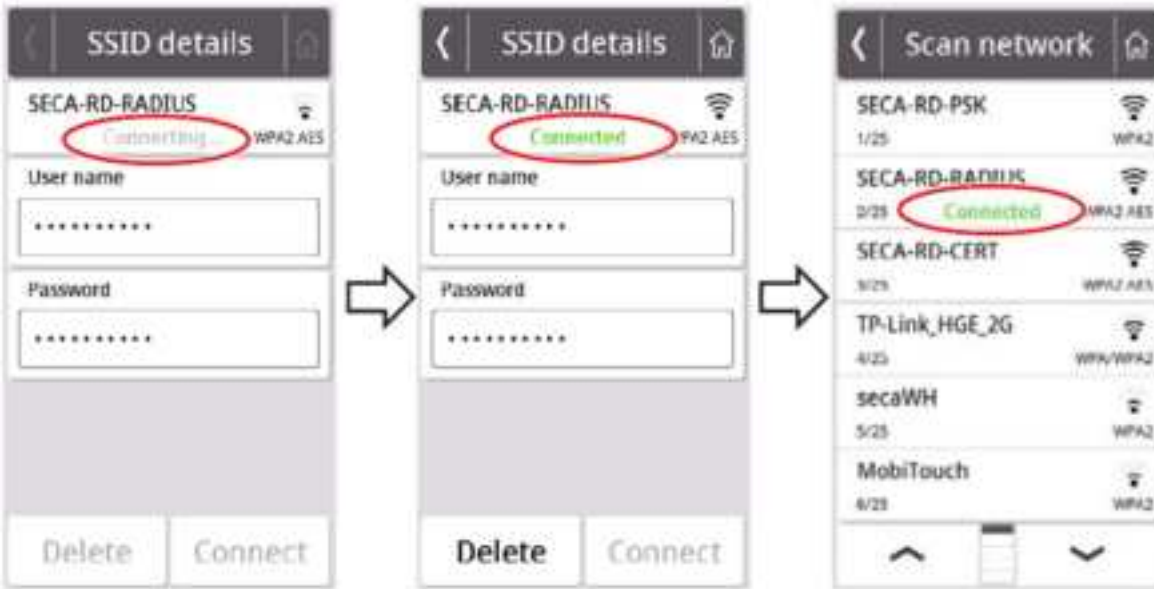 SSID details
SECA-RD-RADIUS
Connecting...
WPA2 AES
User name
**********
Password
**********
Delete
Connect
SSID details
SECA-RD-RADIUS
Connected
WPA2 AES
User name
**********
Password
**********
Delete
Connect
Scan network
SECA-RD-PSK
1/25
WPA2
SECA-RD-RADIUS
2/25
Connected
WPA2 AES
SECA-RD-CERT
3/25
WPA2 AES
TP-Link_HGE_2G
4/25
WPA/WPA2
secaWH
5/25
WPA2
MobiTouch
6/25
WPA2